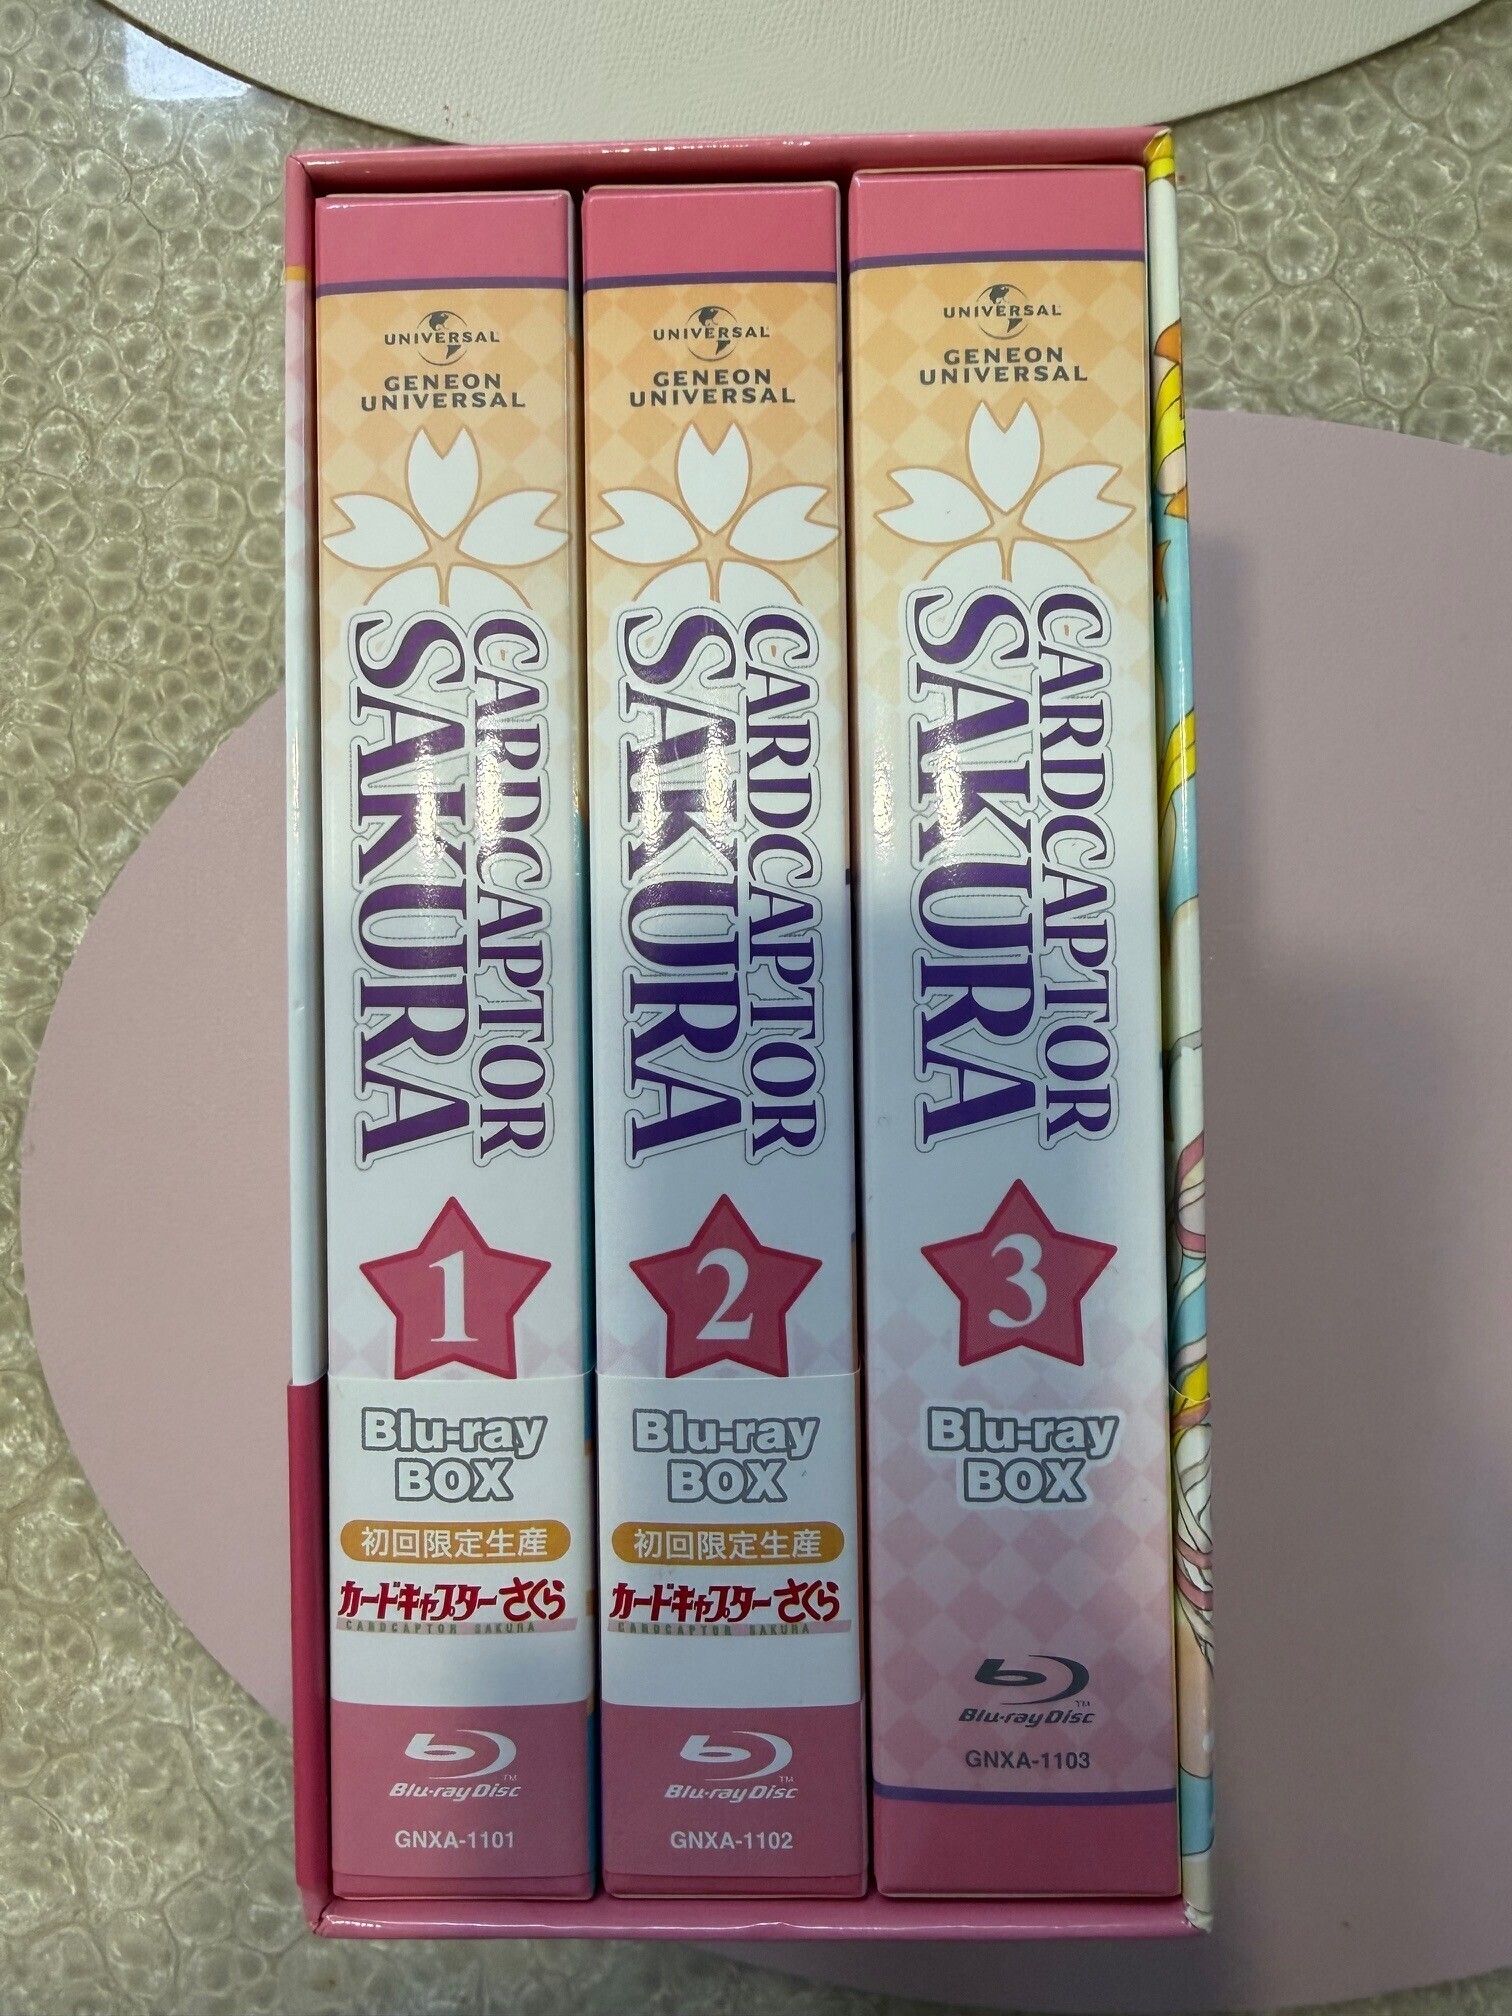 UNIVERSAL
GENEON
UNIVERSAL
CARDCAPTOR
SAKURA
1
Blu-ray
BOX
初回限定生産
カードキャプターさくら
CARDCAPTOR SAKURA
Blu-ray Disc™
GNXA-1101
UNIVERSAL
GENEON
UNIVERSAL
CARDCAPTOR
SAKURA
2
Blu-ray
BOX
初回限定生産
カードキャプターさくら
CARDCAPTOR SAKURA
Blu-ray Disc™
GNXA-1102
UNIVERSAL
GENEON
UNIVERSAL
CARDCAPTOR
SAKURA
3
Blu-ray
BOX
Blu-ray Disc™
GNXA-1103